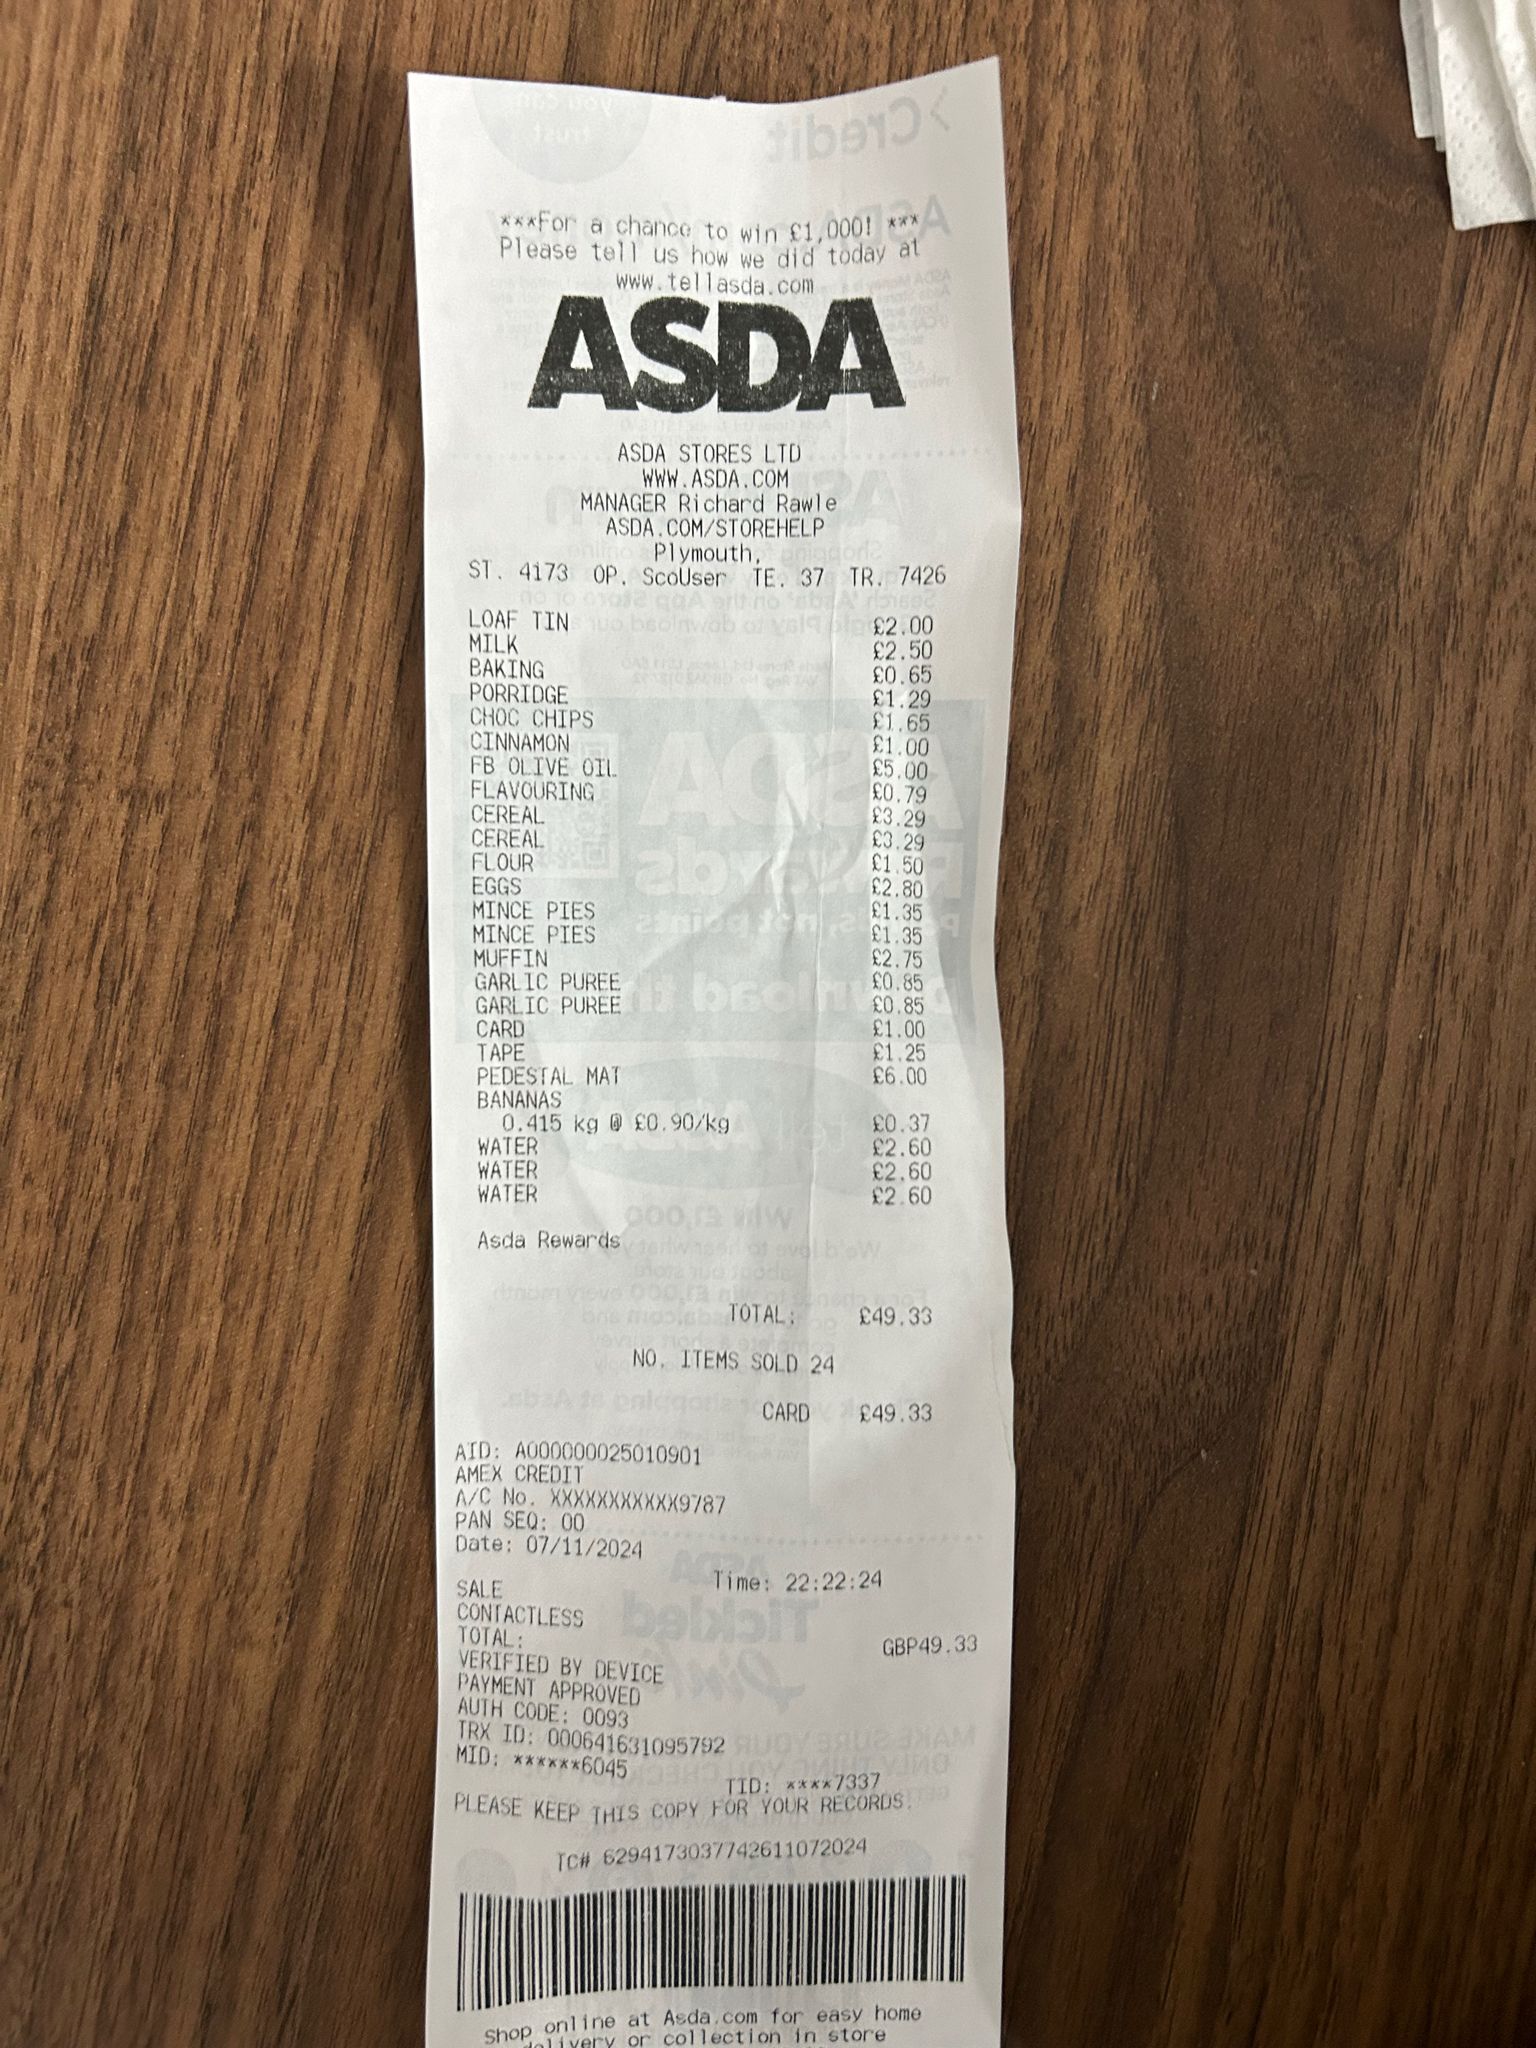 ***For a chance to win £1,000! ***
Please tell us how we did today at
www.tellasda.com
ASDA
ASDA STORES LTD
WWW.ASDA.COM
MANAGER Richard Rawle
ASDA.COM/STOREHELP
Plymouth,
ST. 4173 OP. ScoUser TE. 37 TR. 7426
LOAF TIN £2.00
MILK £2.50
BAKING £0.65
PORRIDGE £1.29
CHOC CHIPS £1.65
CINNAMON £1.00
FB OLIVE OIL £5.00
FLAVOURING £0.79
CEREAL £3.29
CEREAL £3.29
FLOUR £1.50
EGGS £2.80
MINCE PIES £1.35
MINCE PIES £1.35
MUFFIN £2.75
GARLIC PUREE £0.85
GARLIC PUREE £0.85
CARD £1.00
TAPE £1.25
PEDESTAL MAT £6.00
BANANAS
0.415 kg @ £0.90/kg £0.37
WATER £2.60
WATER £2.60
WATER £2.60
Asda Rewards
TOTAL: £49.33
NO. ITEMS SOLD 24
CARD £49.33
AID: A000000025010901
AMEX CREDIT
A/C No. XXXXXXXXXXX9787
PAN SEQ: 00
Date: 07/11/2024
Time: 22:22:24
SALE
CONTACTLESS
TOTAL: GBP49.33
VERIFIED BY DEVICE
PAYMENT APPROVED
AUTH CODE: 0093
TRX ID: 000641631095792
MID: ******6045
TID: ****7337
PLEASE KEEP THIS COPY FOR YOUR RECORDS.
TC# 6294173037742611072024
Shop online at Asda.com for easy home
delivery or collection in store